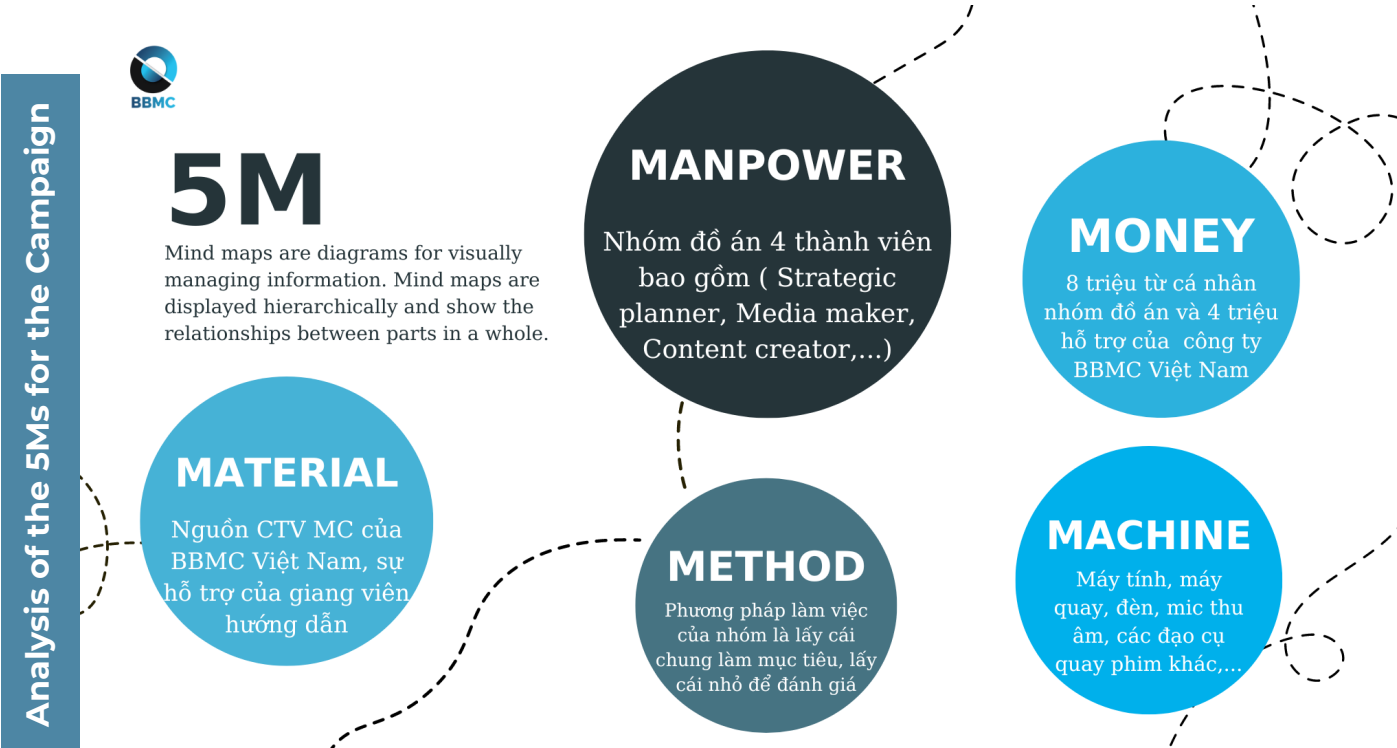 Analysis of the 5Ms for the Campaign
BBMC
5M
Mind maps are diagrams for visually
managing information. Mind maps are
displayed hierarchically and show the
relationships between parts in a whole.
MANPOWER
Nhóm đồ án 4 thành viên
bao gồm ( Strategic
planner, Media maker,
Content creator,...)
MONEY
8 triệu từ cá nhân
nhóm đồ án và 4 triệu
hỗ trợ của  công ty
BBMC Việt Nam
MATERIAL
Nguồn CTV MC của
BBMC Việt Nam, sự
hỗ trợ của giang viên
hướng dẫn
METHOD
Phương pháp làm việc
của nhóm là lấy cái
chung làm mục tiêu, lấy
cái nhỏ để đánh giá
MACHINE
Máy tính, máy
quay, đèn, mic thu
âm, các đạo cụ
quay phim khác,...